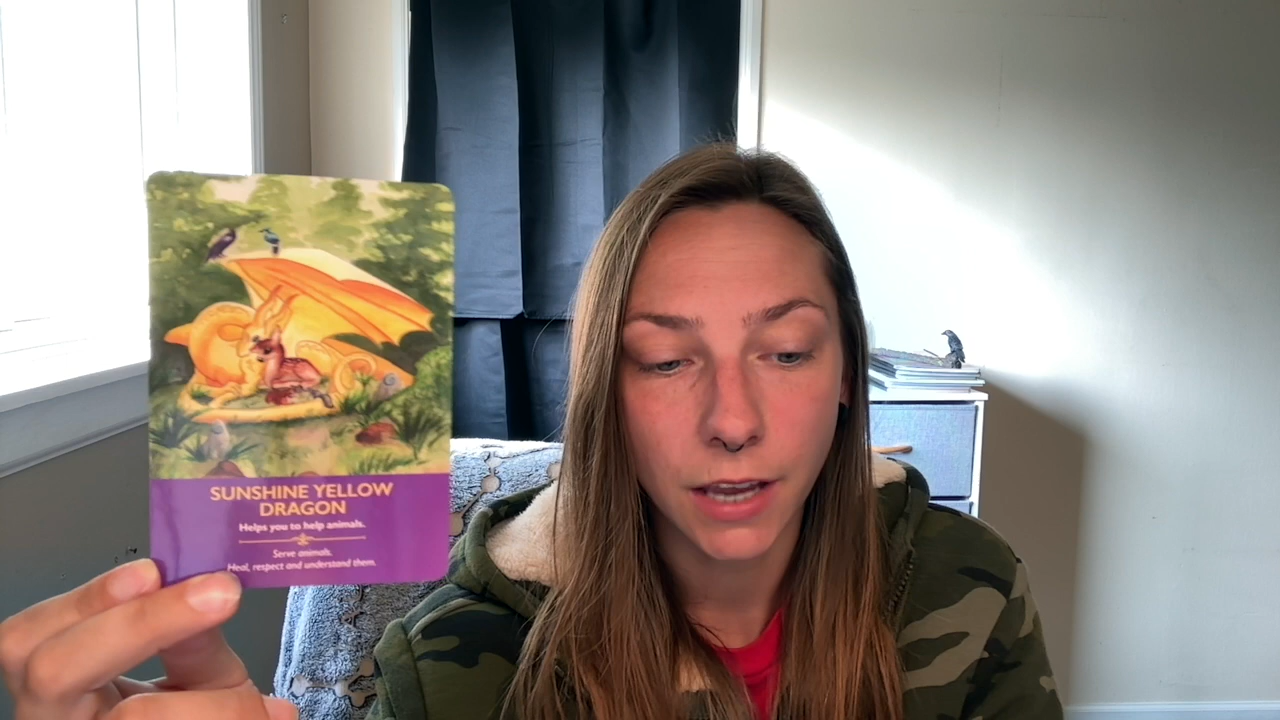 SUNSHINE YELLOW
DRAGON
Helps you to help animals.
Serve animals.
Heal, respect and understand them.